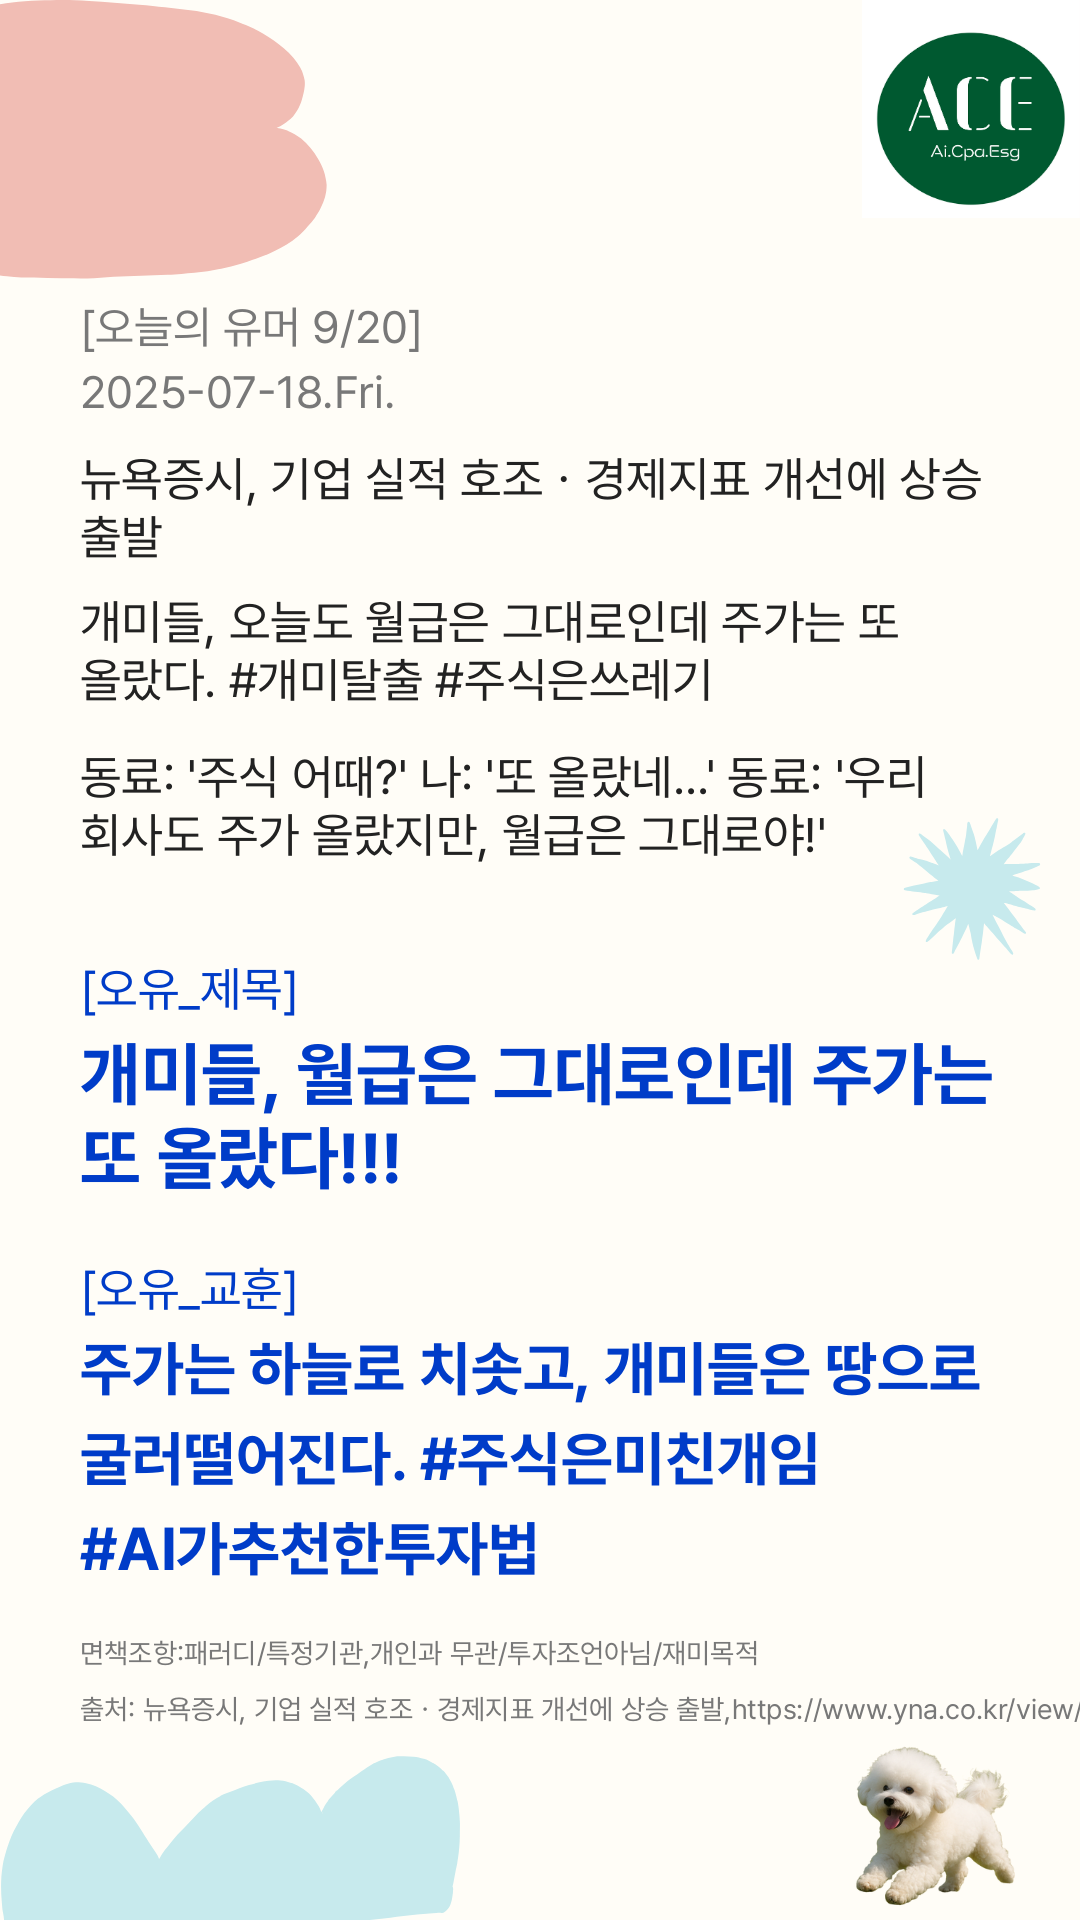 ACE
Ai.Cpa.Esg
[오늘의 유머 9/20]
2025-07-18.Fri.
뉴욕증시, 기업 실적 호조 · 경제지표 개선에 상승
출발
개미들, 오늘도 월급은 그대로인데 주가는 또
올랐다. #개미탈출 #주식은쓰레기
동료: '주식 어때?' 나: '또 올랐네...' 동료: '우리
회사도 주가 올랐지만, 월급은 그대로야!'
[오유_제목]
개미들, 월급은 그대로인데 주가는
또 올랐다!!!
[오유_교훈]
주가는 하늘로 치솟고, 개미들은 땅으로
굴러떨어진다. #주식은미친개임
#AI가추천한투자법
면책조항:패러디/특정기관,개인과 무관/투자조언아님/재미목적
출처: 뉴욕증시, 기업 실적 호조 · 경제지표 개선에 상승 출발,https://www.yna.co.kr/view/